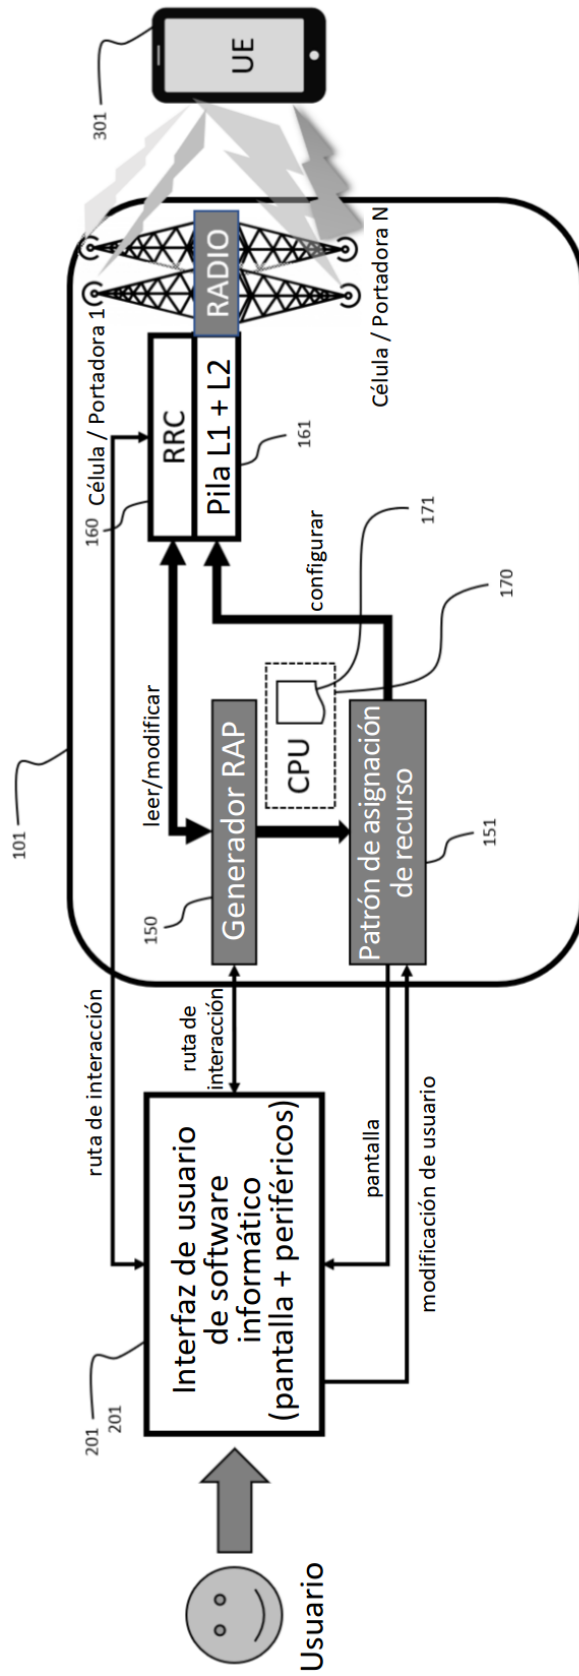 Usuario
201
201
Interfaz de usuario
de software
informático
(pantalla + periféricos)
ruta de interacción
ruta de
interacción
pantalla
modificación de usuario
101
150
Generador RAP
leer/modificar
CPU
Patrón de asignación
de recurso
151
configurar
170
171
160
RRC
Pila L1 + L2
161
Célula / Portadora 1
RADIO
Célula / Portadora N
301
UE